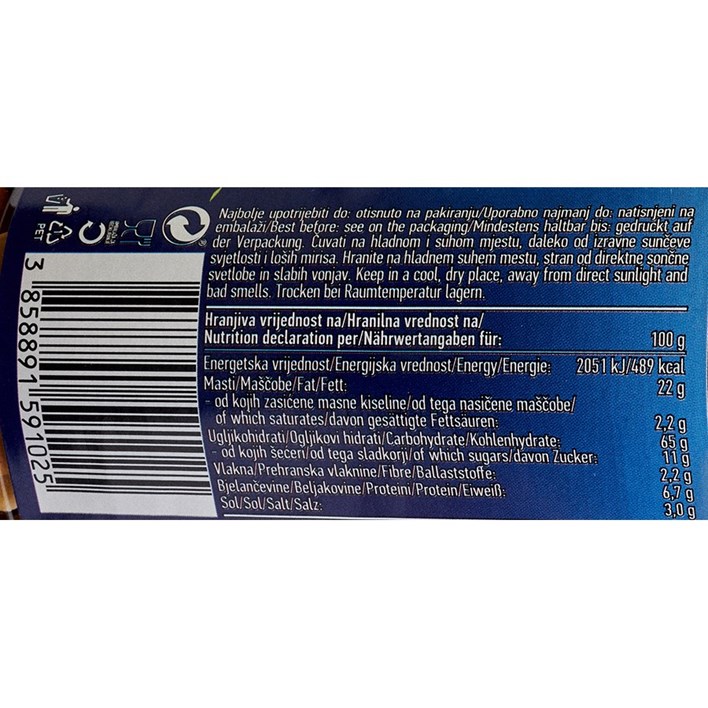 Najbolje upotrijebiti do: otisnuto na pakiranju/Uporabno najmanj do: natisnjeni na
embalaži/Best before: see on the packaging/Mindestens haltbar bis: gedruckt auf
der Verpackung. Čuvati na hladnom i suhom mjestu, daleko od izravne sunčeve
svjetlosti i loših mirisa. Hranite na hladnem suhem mestu, stran od direktne sončne
svetlobe in slabih vonjav. Keep in a cool, dry place, away from direct sunlight and
bad smells. Trocken bei Raumtemperatur lagern.
Hranjiva vrijednost na/Hranilna vrednost na/
Nutrition declaration per/Nährwertangaben für: 100 g
Energetska vrijednost/Energijska vrednost/Energy/Energie: 2051 kJ/489 kcal
Masti/Maščobe/Fat/Fett: 22 g
- od kojih zasićene masne kiseline/od tega nasičene maščobe/
of which saturates/davon gesättigte Fettsäuren: 2,2 g
Ugljikohidrati/Ogljikovi hidrati/Carbohydrate/Kohlenhydrate: 65 g
- od kojih šećeri/od tega sladkorji/of which sugars/davon Zucker: 11 g
Vlakna/Prehranska vlaknine/Fibre/Ballaststoffe: 2,2 g
Bjelančevine/Beljakovine/Proteini/Protein/Eiweiß: 6,7 g
Sol/Sol/Salt/Salz: 3,0 g
PET
3 858891 591025